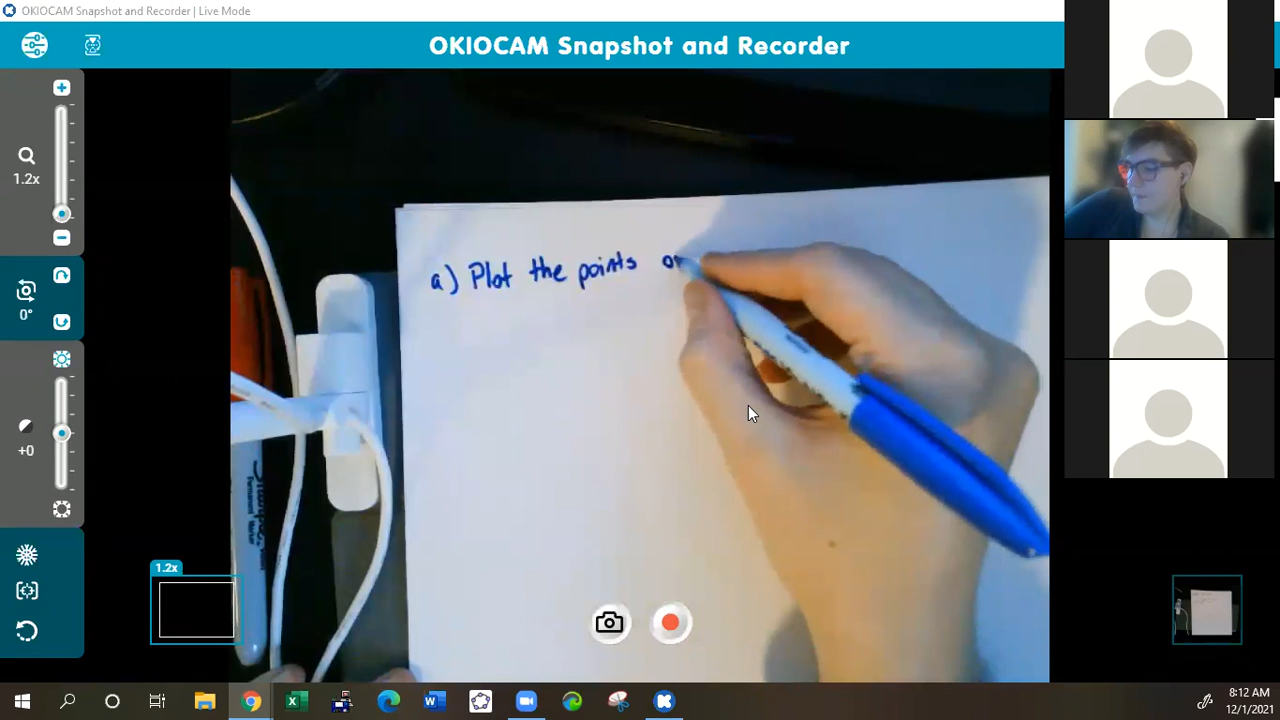 OKIOCAM Snapshot and Recorder | Live Mode
OKIOCAM Snapshot and Recorder
1.2x
0°
+0
a) Plot the points
1.2x
8:12 AM
12/1/2021